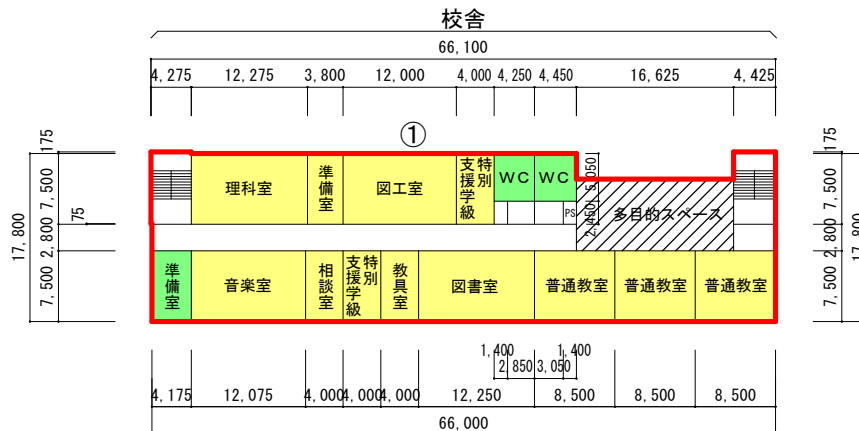 校舎
66,100
4,275 12,275 3,800 12,000 4,000 4,250 4,450 16,625 4,425
①
175
7,500
75
2,800
7,500
17,800
理科室
準備室
図工室
特別支援学級
WC
WC
5,050
2,450
PS
多目的スペース
175
7,500
2,800
7,500
17,800
準備室
音楽室
相談室
特別支援学級
教具室
図書室
普通教室
普通教室
普通教室
1,400 1,400
2,850 3,050
4,175 12,075 4,000 4,000 4,000 12,250 8,500 8,500 8,500
66,000